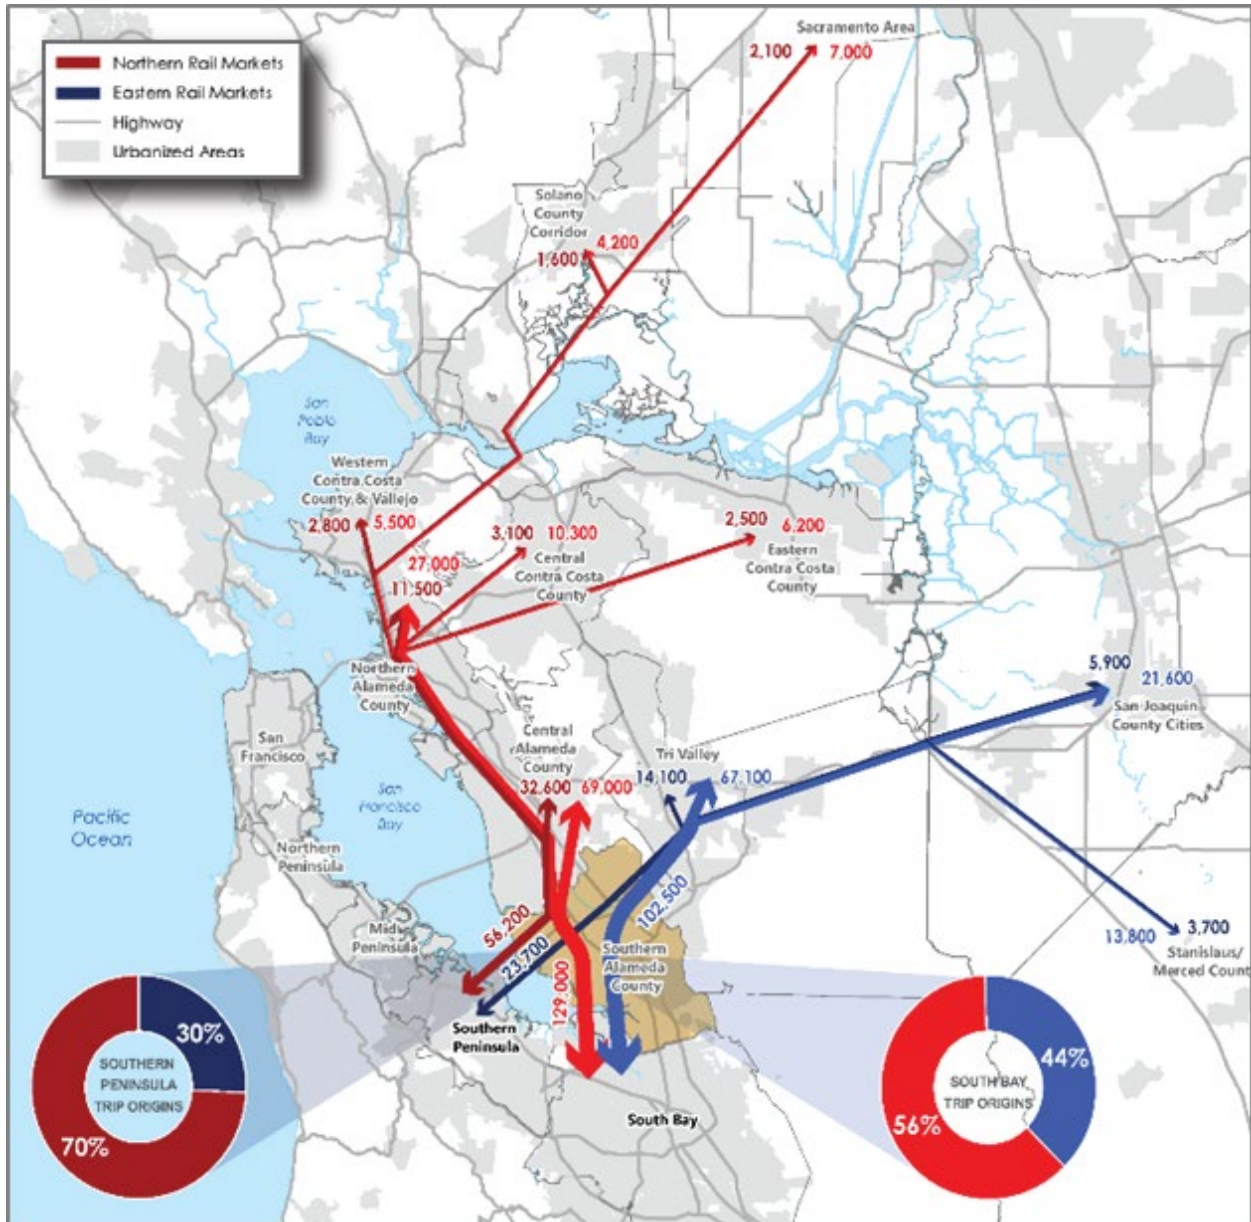 Northern Rail Markets
Eastern Rail Markets
Highway
Urbanized Areas
Sacramento Area
2,100 7,000
Solano
County
Corridor
4,200
1,600
San
Pablo
Bay
Western
Contra Costa
County & Vallejo
2,800 5,500
27,000
11,500
3,100 10,300
Central
Contra Costa
County
2,500 6,200
Eastern
Contra Costa
County
Northern
Alameda
County
5,900 21,600
San Joaquin
County Cities
San
Francisco
Central
Alameda
County
32,600 69,000
Tri Valley
14,100 67,100
San
Francisco
Bay
Pacific
Ocean
Northern
Peninsula
Mid
Peninsula
56,200
23,700
102,500
129,000
Southern
Alameda
County
3,700
13,800
Stanislaus/
Merced Count
Southern
Peninsula
South Bay
30%
70%
SOUTHERN
PENINSULA
TRIP ORIGINS
44%
56%
SOUTH BAY
TRIP ORIGINS